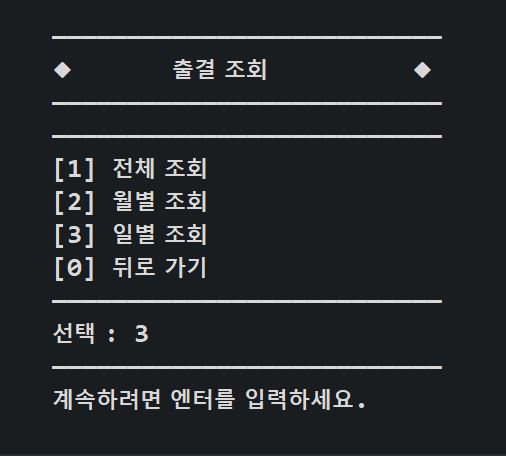 ◆ 출결 조회 ◆
[1] 전체 조회
[2] 월별 조회
[3] 일별 조회
[0] 뒤로 가기
선택 : 3
계속하려면 엔터를 입력하세요.